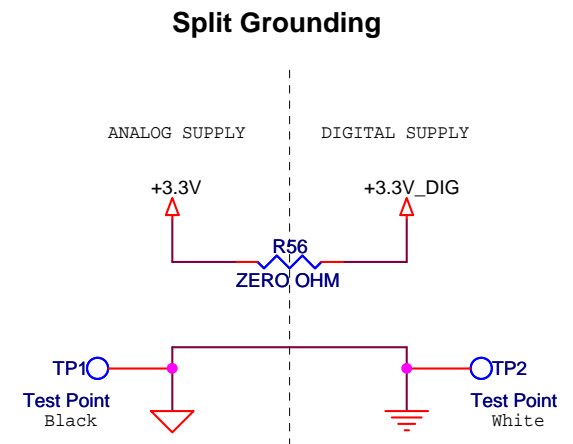 Split Grounding
ANALOG SUPPLY
DIGITAL SUPPLY
+3.3V
+3.3V_DIG
R56
ZERO OHM
TP1
TP2
Test Point
Black
Test Point
White